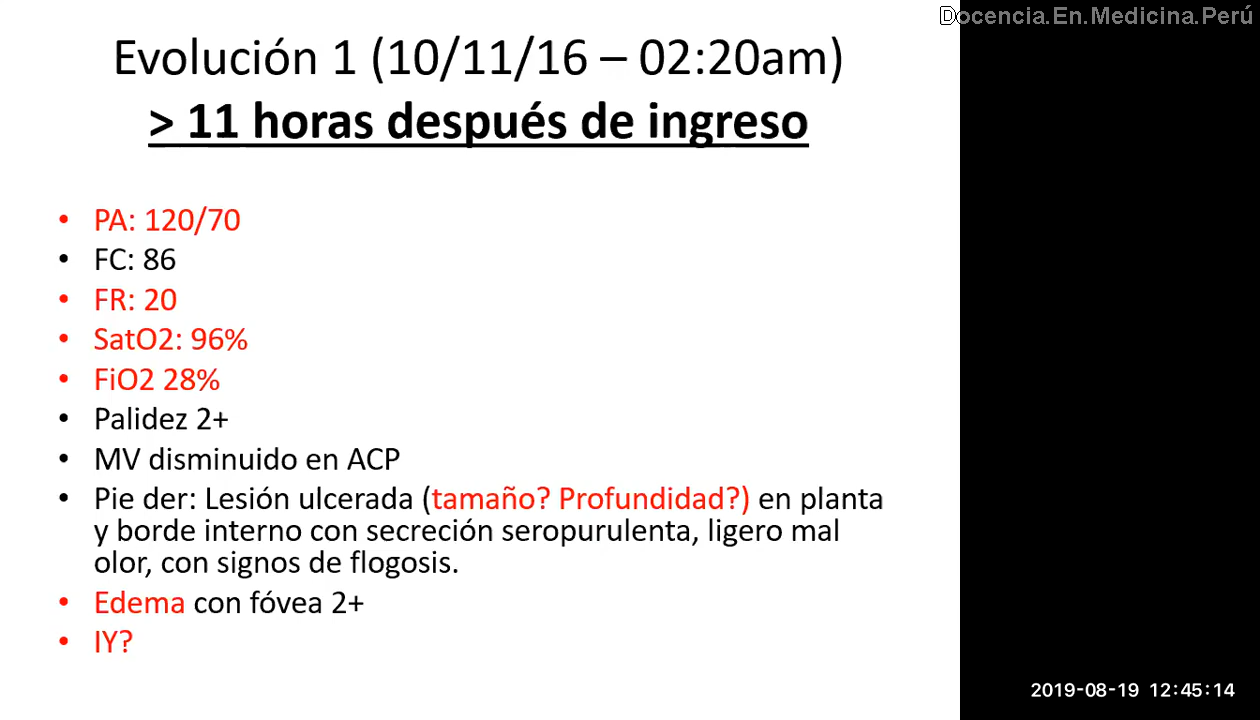 Docencia.En.Medicina.Perú
Evolución 1 (10/11/16 – 02:20am)
> 11 horas después de ingreso
• PA: 120/70
• FC: 86
• FR: 20
• SatO2: 96%
• FiO2 28%
• Palidez 2+
• MV disminuido en ACP
• Pie der: Lesión ulcerada (tamaño? Profundidad?) en planta
y borde interno con secreción seropurulenta, ligero mal
olor, con signos de flogosis.
• Edema con fóvea 2+
• IY?
2019-08-19 12:45:14